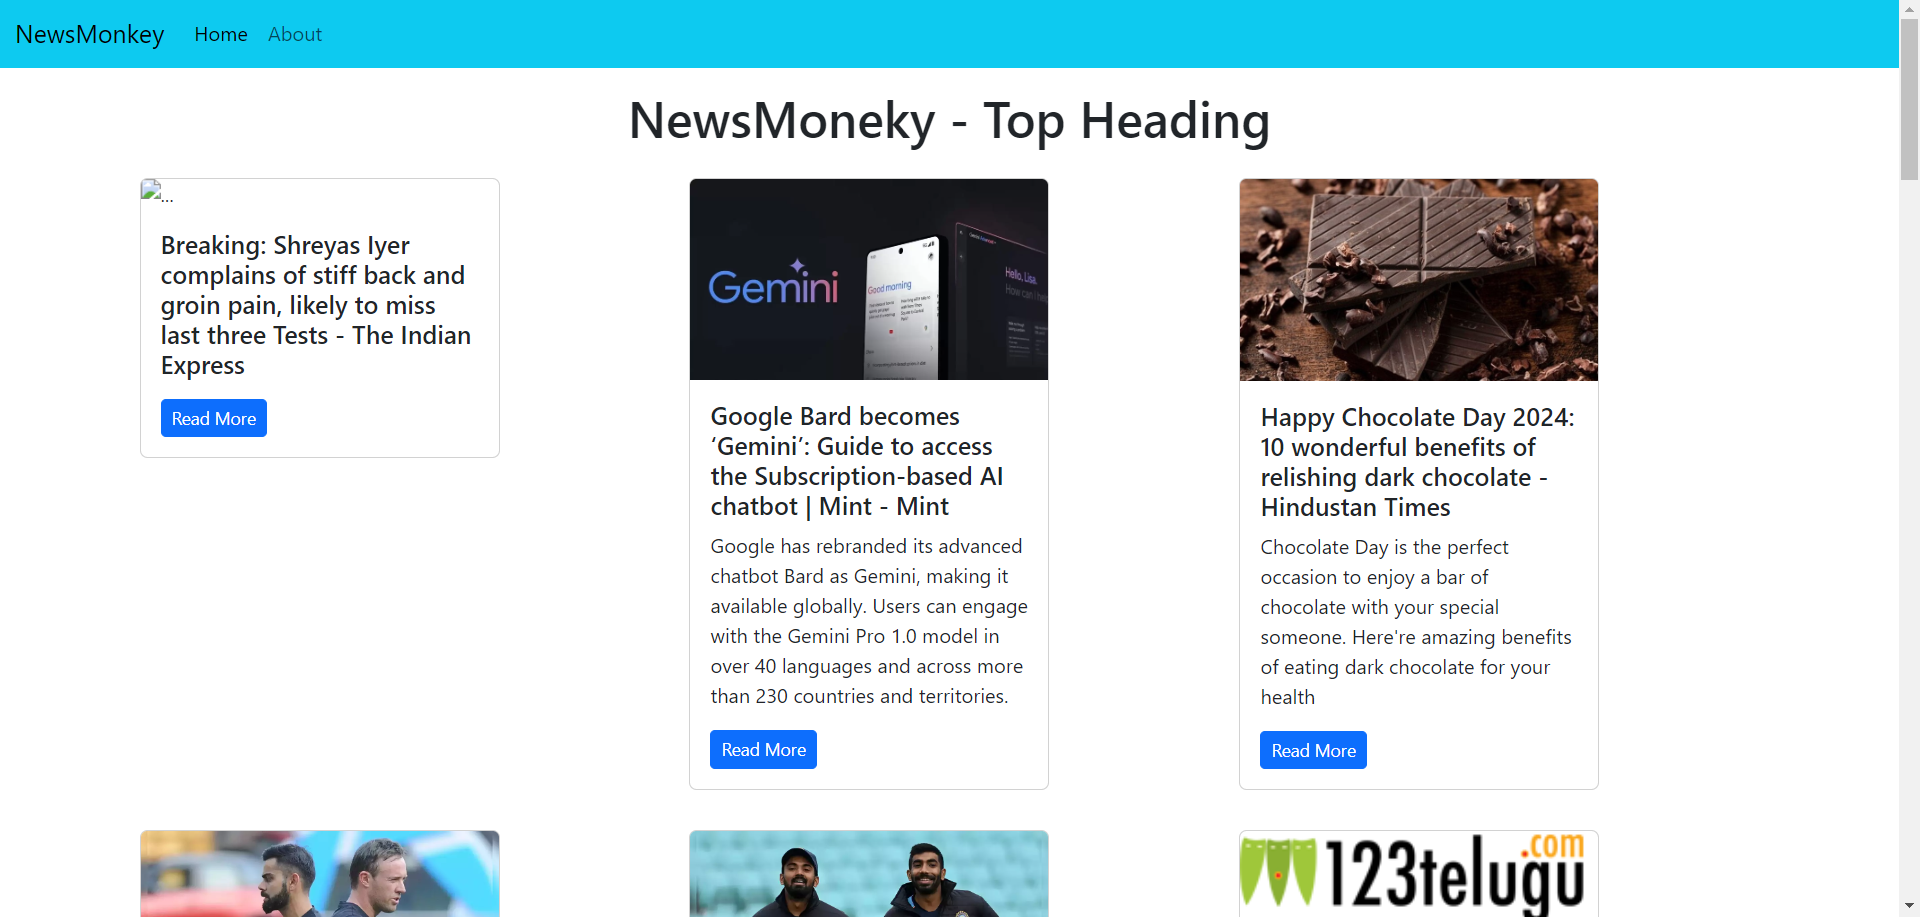 NewsMonkey Home About
NewsMoneky - Top Heading
...
Breaking: Shreyas Iyer
complains of stiff back and
groin pain, likely to miss
last three Tests - The Indian
Express
Read More
Gemini
Good morning
Hello, Lisa.
How can I help
Google Bard becomes
‘Gemini’: Guide to access
the Subscription-based AI
chatbot | Mint - Mint
Google has rebranded its advanced
chatbot Bard as Gemini, making it
available globally. Users can engage
with the Gemini Pro 1.0 model in
over 40 languages and across more
than 230 countries and territories.
Read More
Happy Chocolate Day 2024:
10 wonderful benefits of
relishing dark chocolate -
Hindustan Times
Chocolate Day is the perfect
occasion to enjoy a bar of
chocolate with your special
someone. Here're amazing benefits
of eating dark chocolate for your
health
Read More
123telugu.com